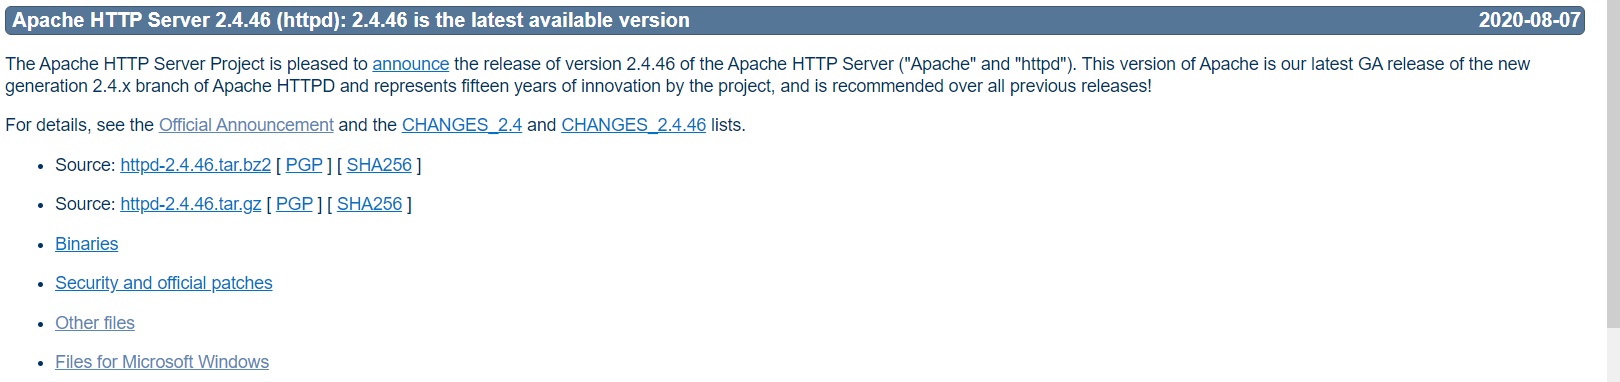 Apache HTTP Server 2.4.46 (httpd): 2.4.46 is the latest available version 2020-08-07
The Apache HTTP Server Project is pleased to announce the release of version 2.4.46 of the Apache HTTP Server ("Apache" and "httpd"). This version of Apache is our latest GA release of the new
generation 2.4.x branch of Apache HTTPD and represents fifteen years of innovation by the project, and is recommended over all previous releases!
For details, see the Official Announcement and the CHANGES_2.4 and CHANGES_2.4.46 lists.
• Source: httpd-2.4.46.tar.bz2 [ PGP ] [ SHA256 ]
• Source: httpd-2.4.46.tar.gz [ PGP ] [ SHA256 ]
• Binaries
• Security and official patches
• Other files
• Files for Microsoft Windows